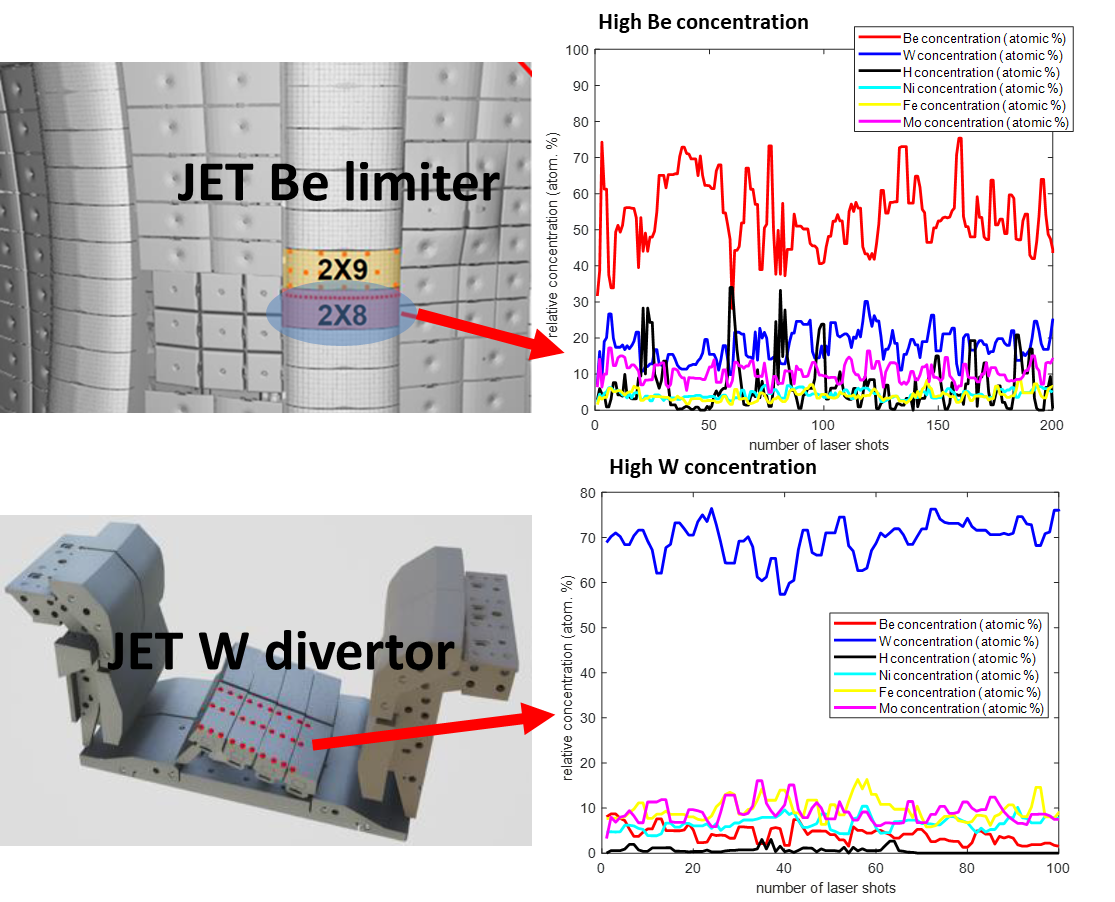 High Be concentration
Be concentration (atomic %)
W concentration (atomic %)
H concentration (atomic %)
Ni concentration (atomic %)
Fe concentration (atomic %)
Mo concentration (atomic %)
100
90
80
70
60
50
40
30
20
10
0
relative concentration (atom. %)
0 50 100 150 200
number of laser shots
JET Be limiter
2X9
2X8
High W concentration
80
70
60
50
40
30
20
10
0
relative concentration (atom. %)
Be concentration (atomic %)
W concentration (atomic %)
H concentration (atomic %)
Ni concentration (atomic %)
Fe concentration (atomic %)
Mo concentration (atomic %)
0 20 40 60 80 100
number of laser shots
JET W divertor